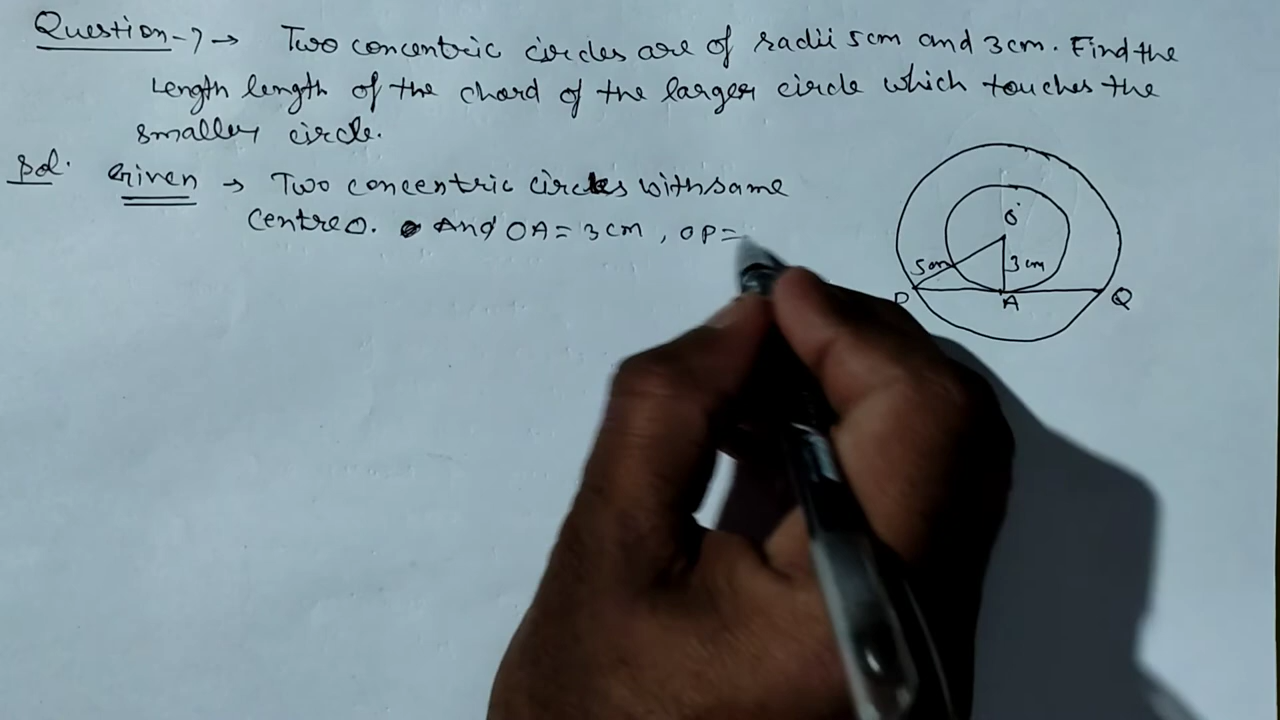 Question-7 → Two concentric circles are of radii 5cm and 3cm. Find the
Length length of the chord of the larger circle which touches the
smaller circle.
Sol. Given → Two concentric circles with same
Centre O. And OA = 3cm, OP=
O
5cm 3cm
P A Q